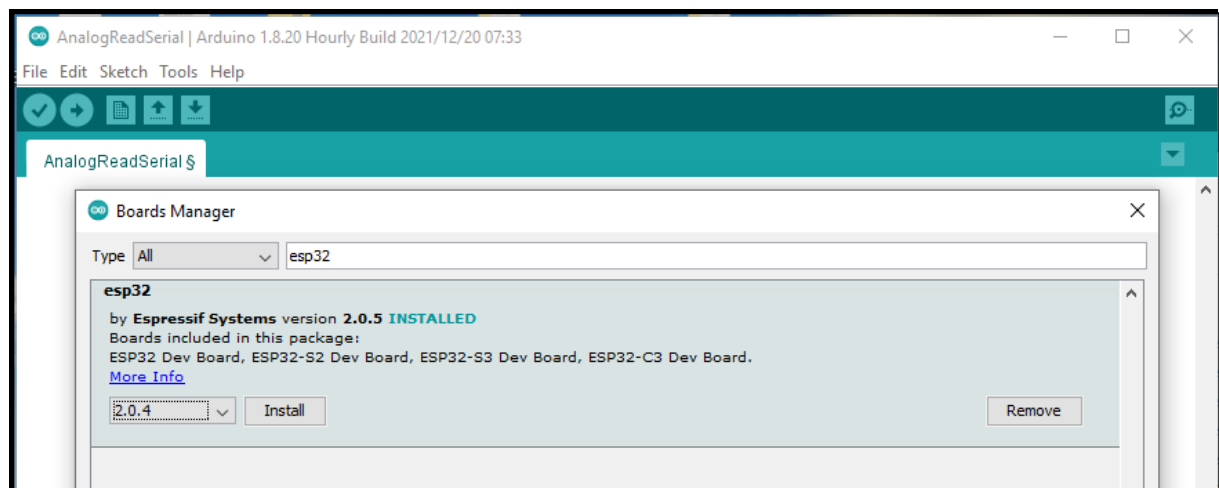 AnalogReadSerial | Arduino 1.8.20 Hourly Build 2021/12/20 07:33
File Edit Sketch Tools Help
AnalogReadSerial §
Boards Manager
Type All esp32
esp32
by Espressif Systems version 2.0.5 INSTALLED
Boards included in this package:
ESP32 Dev Board, ESP32-S2 Dev Board, ESP32-S3 Dev Board, ESP32-C3 Dev Board.
More Info
2.0.4 Install Remove